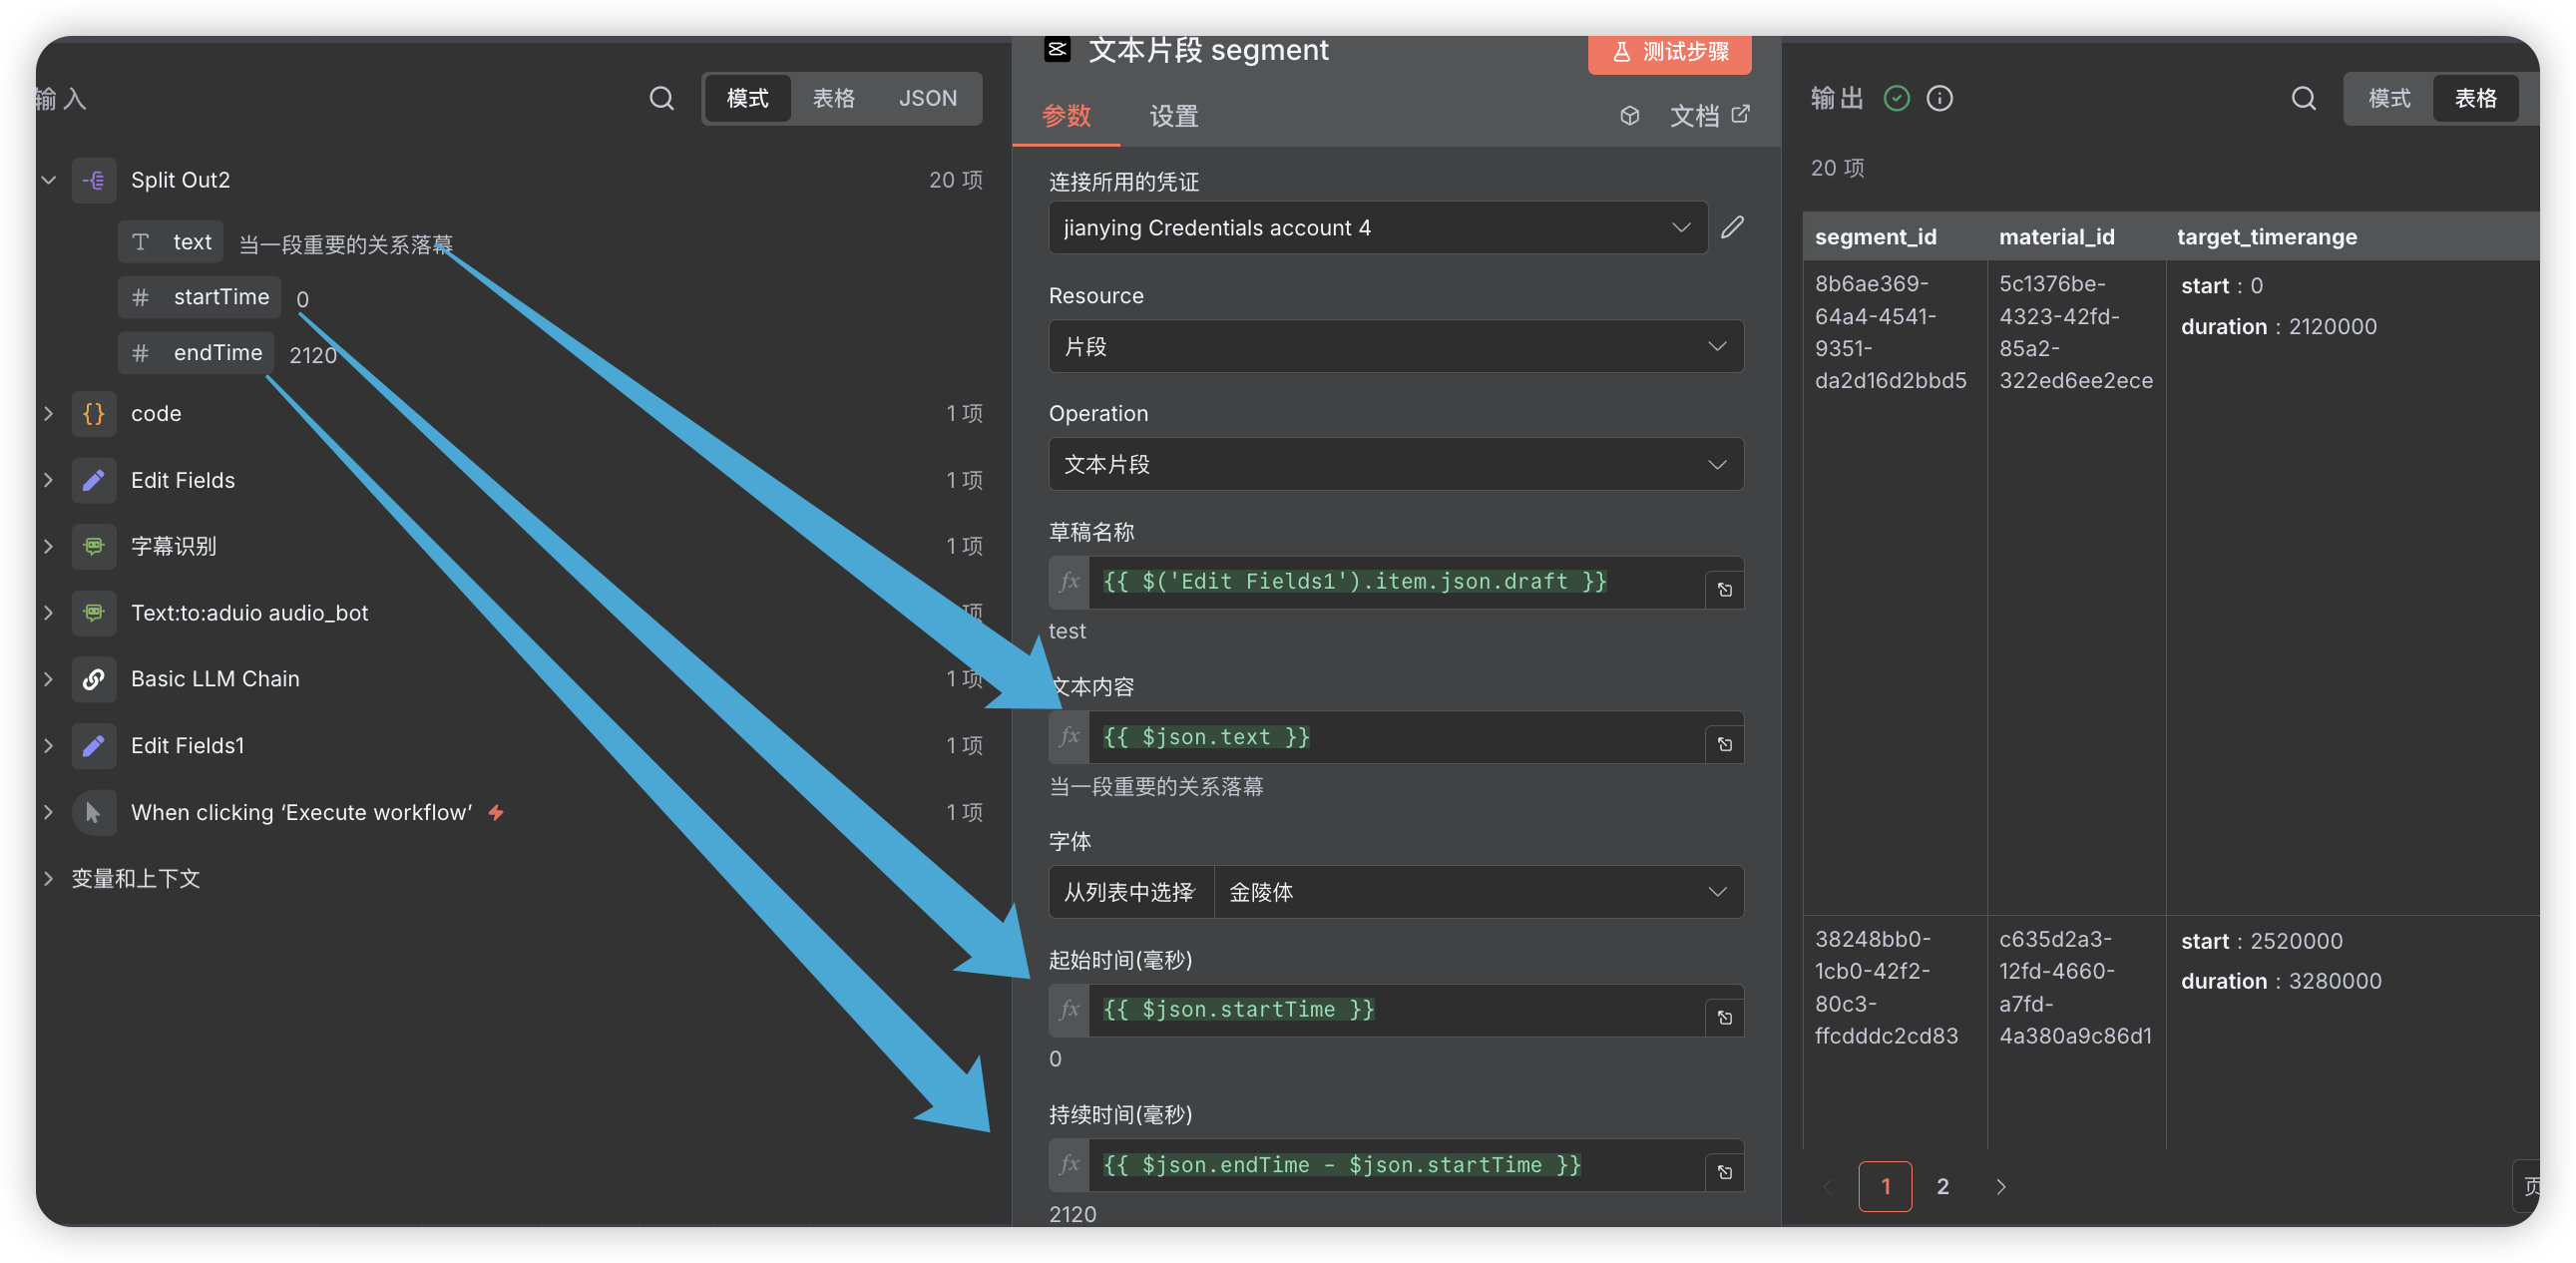 输入
模式
表格
JSON
Split Out2
20 项
text
当一段重要的关系落幕
startTime
0
endTime
2120
code
1 项
Edit Fields
1 项
字幕识别
1 项
Text:to:aduio audio_bot
项
Basic LLM Chain
1 项
Edit Fields1
1 项
When clicking ‘Execute workflow’
1 项
变量和上下文
文本片段 segment
测试步骤
参数
设置
文档
连接所用的凭证
jianying Credentials account 4
Resource
片段
Operation
文本片段
草稿名称
fx
{{ $('Edit Fields1').item.json.draft }}
test
文本内容
fx
{{ $json.text }}
当一段重要的关系落幕
字体
从列表中选择
金陵体
起始时间(毫秒)
fx
{{ $json.startTime }}
0
持续时间(毫秒)
fx
{{ $json.endTime - $json.startTime }}
2120
输出
模式
表格
20 项
segment_id
material_id
target_timerange
8b6ae369-
64a4-4541-
9351-
da2d16d2bbd5
5c1376be-
4323-42fd-
85a2-
322ed6ee2ece
start : 0
duration : 2120000
38248bb0-
1cb0-42f2-
80c3-
ffcdddc2cd83
c635d2a3-
12fd-4660-
a7fd-
4a380a9c86d1
start : 2520000
duration : 3280000
1
2
页